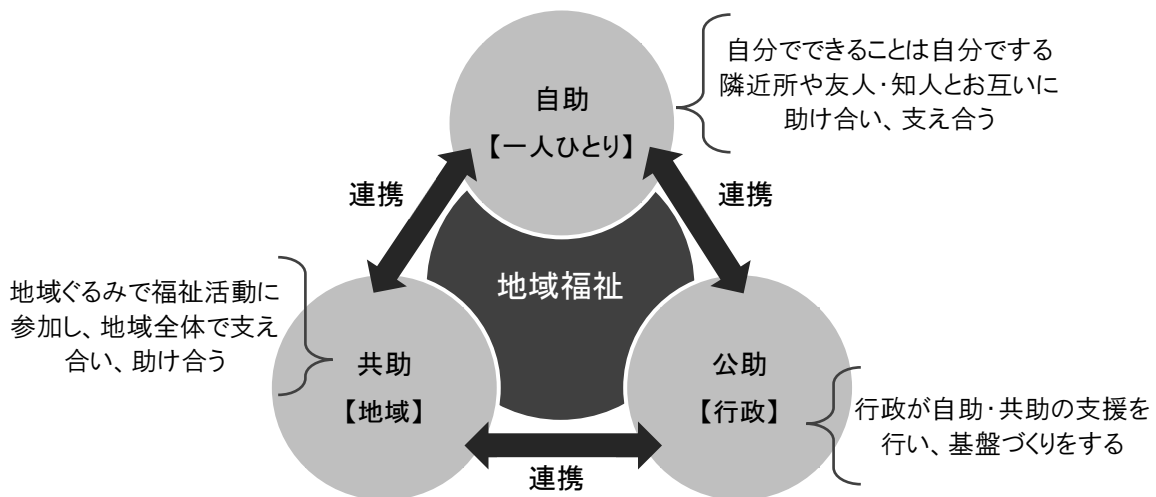 自助
【一人ひとり】
自分でできることは自分でする
隣近所や友人・知人とお互いに
助け合い、支え合う
連携
連携
地域福祉
地域ぐるみで福祉活動に
参加し、地域全体で支え
合い、助け合う
共助
【地域】
公助
【行政】
行政が自助・共助の支援を
行い、基盤づくりをする
連携